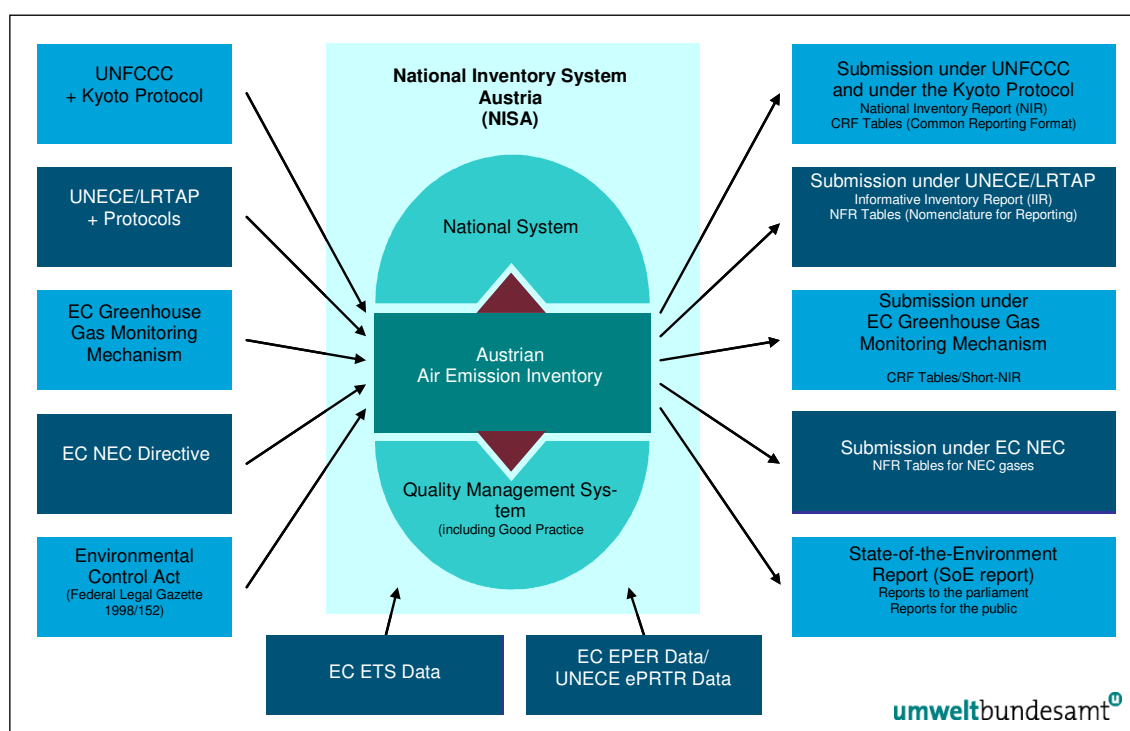 UNFCCC
+ Kyoto Protocol
UNECE/LRTAP
+ Protocols
EC Greenhouse
Gas Monitoring
Mechanism
EC NEC Directive
Environmental
Control Act
(Federal Legal Gazette
1998/152)
National Inventory System
Austria
(NISA)
National System
Austrian
Air Emission Inventory
Quality Management Sys-
tem
(including Good Practice
EC ETS Data
EC EPER Data/
UNECE ePRTR Data
Submission under UNFCCC
and under the Kyoto Protocol
National Inventory Report (NIR)
CRF Tables (Common Reporting Format)
Submission under UNECE/LRTAP
Informative Inventory Report (IIR)
NFR Tables (Nomenclature for Reporting)
Submission under
EC Greenhouse Gas
Monitoring Mechanism
CRF Tables/Short-NIR
Submission under EC NEC
NFR Tables for NEC gases
State-of-the-Environment
Report (SoE report)
Reports to the parliament
Reports for the public
umweltbundesamt u